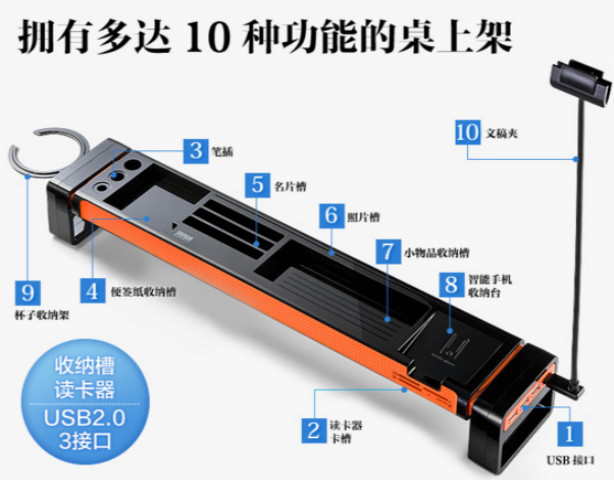 拥有多达 10 种功能的桌上架
3 笔插
10 文稿夹
5 名片槽
6 照片槽
7 小物品收纳槽
8 智能手机
收纳台
9
杯子收纳架
4 便签纸收纳槽
收纳槽
读卡器
USB2.0
3接口
2 读卡器
卡槽
1
USB 接口